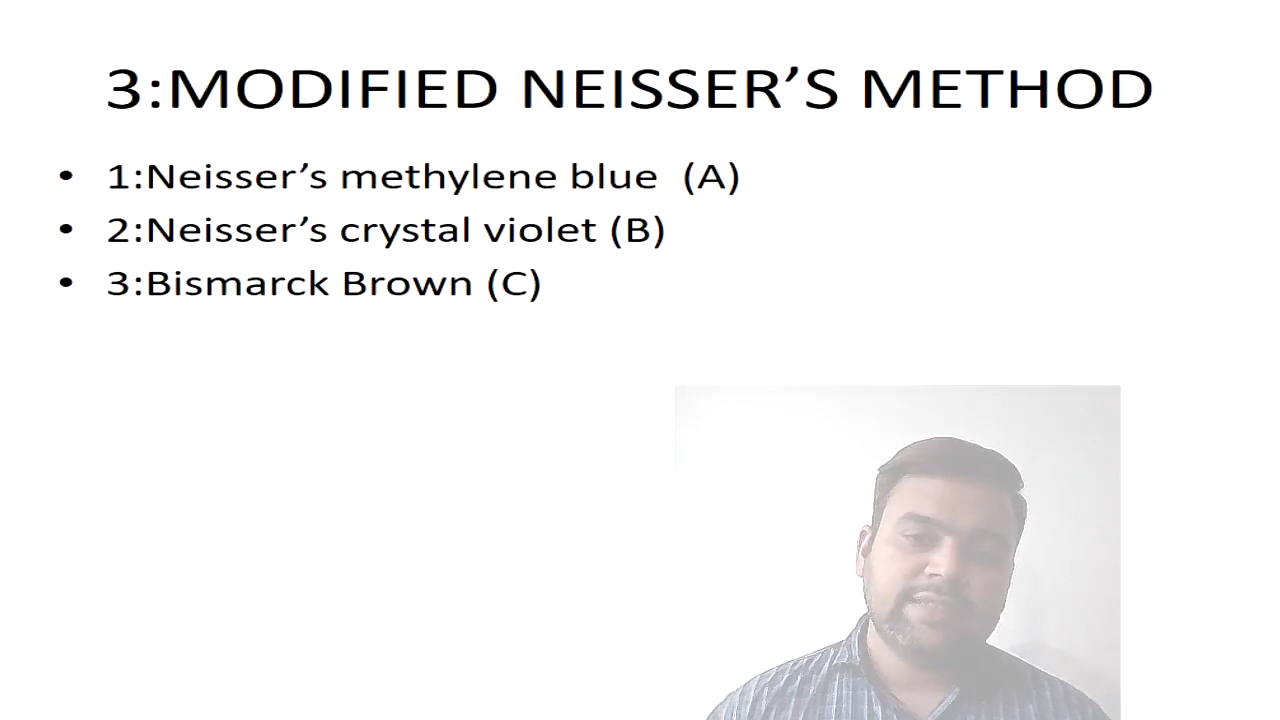 3:MODIFIED NEISSER’S METHOD
• 1:Neisser’s methylene blue (A)
• 2:Neisser’s crystal violet (B)
• 3:Bismarck Brown (C)